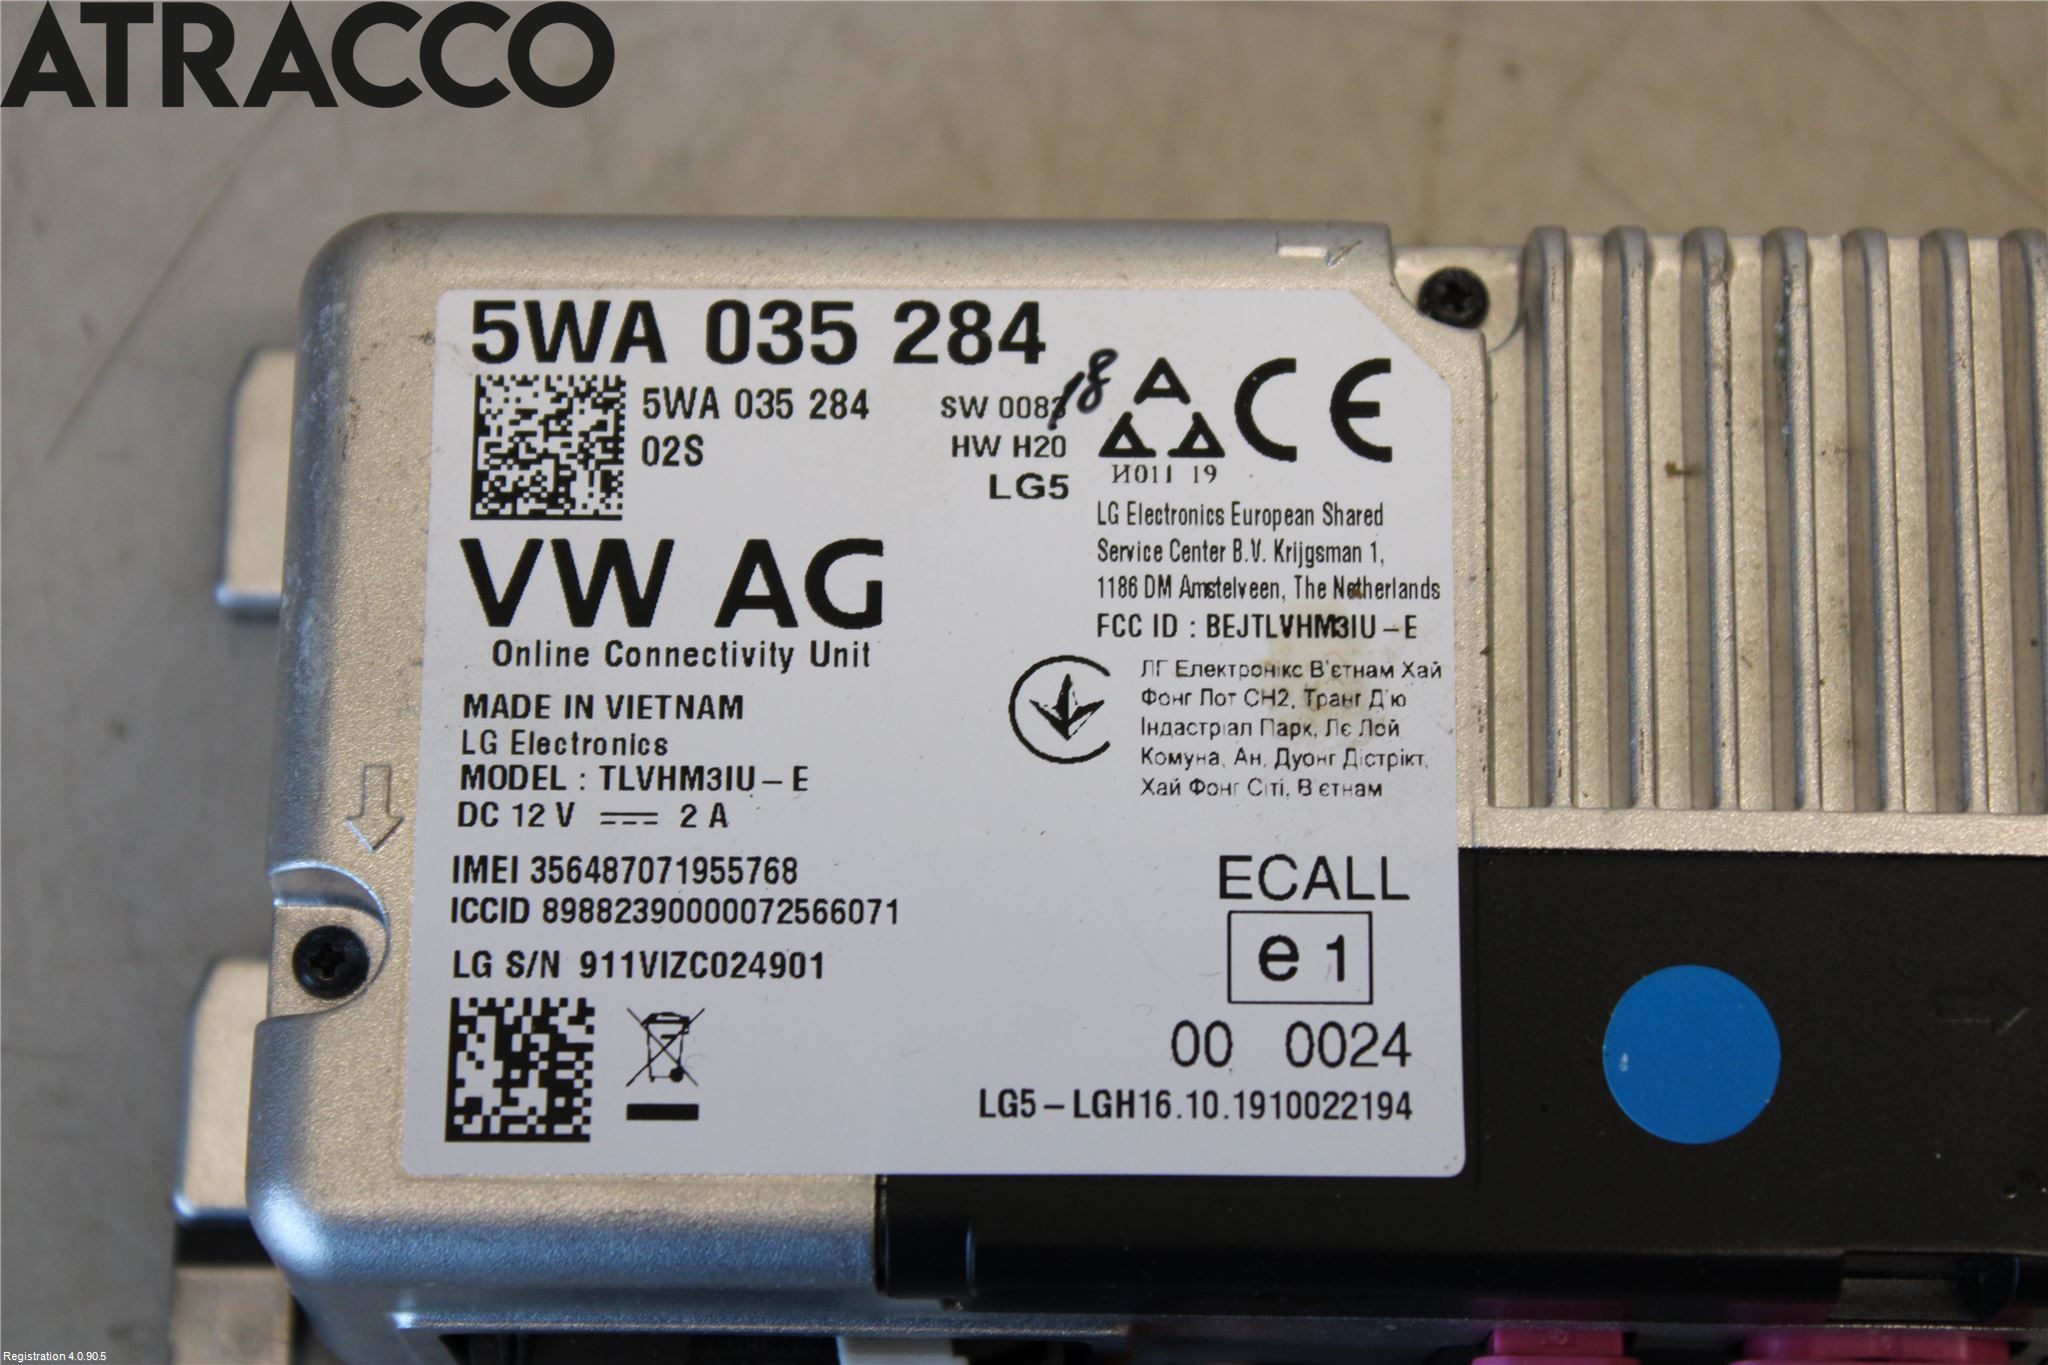 ATRACCO
5WA 035 284
5WA 035 284
02S
SW 0083
18
HW H20
LG5
И011 19
CE
LG Electronics European Shared
Service Center B.V. Krijgsman 1,
1186 DM Amstelveen, The Netherlands
FCC ID : BEJTLVHM3IU-E
VW AG
Online Connectivity Unit
ЛГ Електронікс В'єтнам Хай
Фонг Лот СН2, Транг Д'ю
Індастріал Парк, Лє Лой
Комуна, Ан, Дуонг Дістрікт,
Хай Фонг Сіті, В єтнам
MADE IN VIETNAM
LG Electronics
MODEL : TLVHM3IU-E
DC 12 V 2 A
IMEI 356487071955768
ICCID 89882390000072566071
LG S/N 911VIZC024901
ECALL
e1
00 0024
LG5-LGH16.10.1910022194
Registration 4.0.90.5